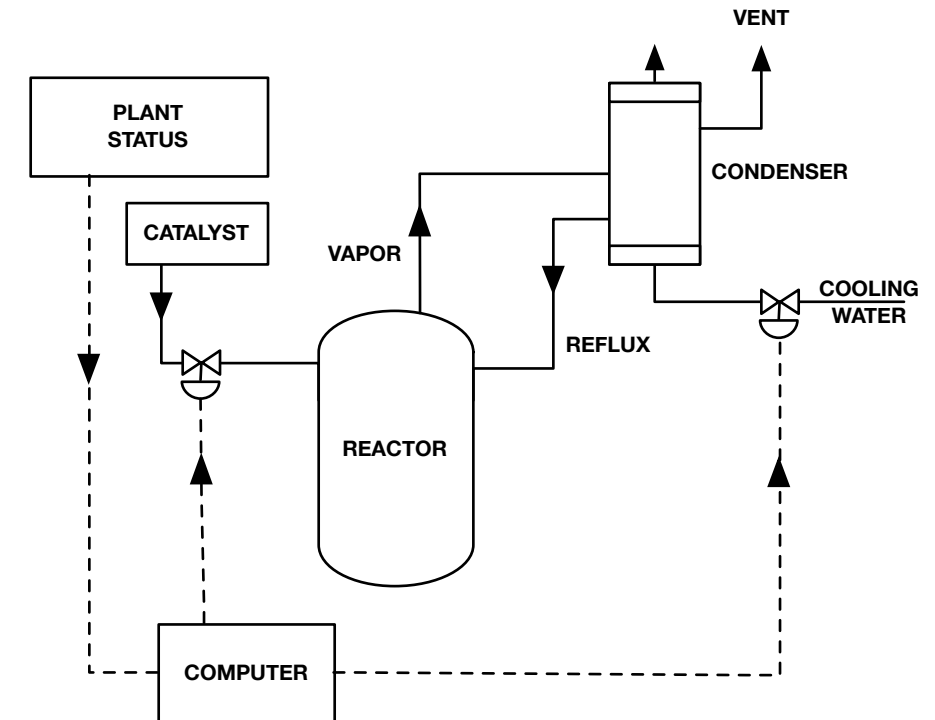 VENT
PLANT
STATUS
CONDENSER
CATALYST
VAPOR
COOLING
WATER
REFLUX
REACTOR
COMPUTER